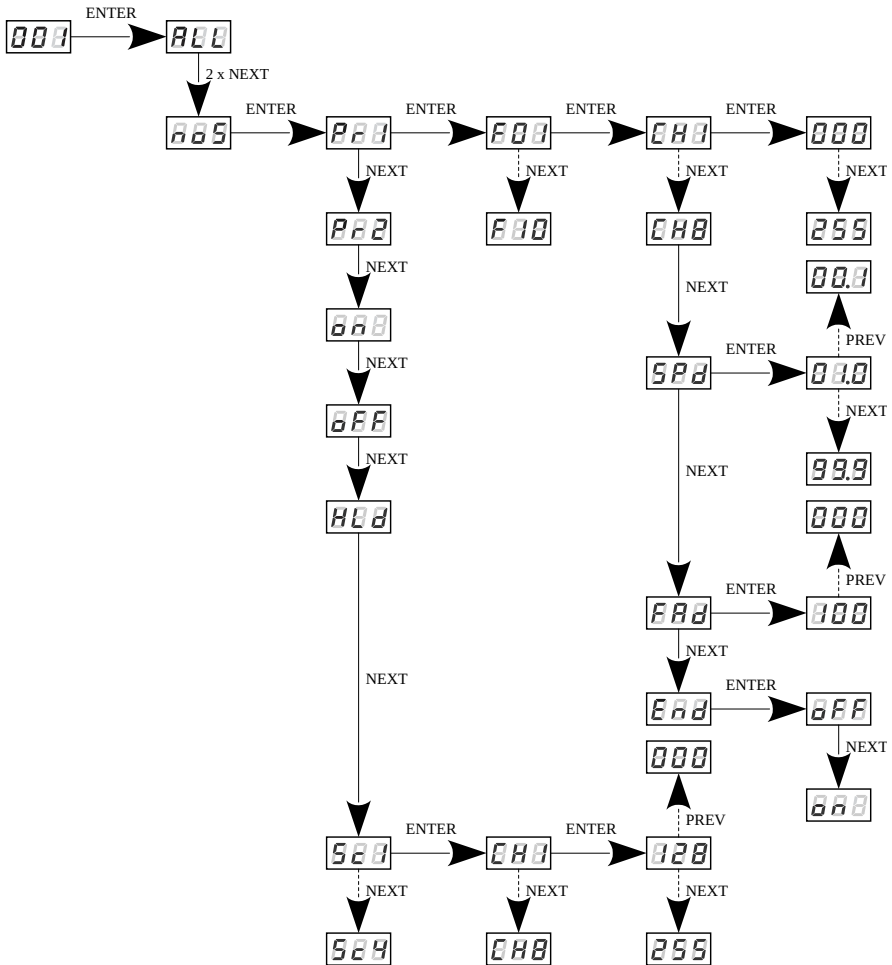 ENTER
001 ALL
2 x NEXT
ENTER ENTER ENTER ENTER
noS Pr1 F01 CH1 000
NEXT NEXT NEXT NEXT
Pr2 F10 CH8 255
NEXT
00.1
NEXT
on
PREV
ENTER
SPd 01.0
NEXT
NEXT
oFF
NEXT
99.9
NEXT
HLd 000
PREV
ENTER
FAd 100
NEXT
NEXT
ENTER
End oFF
000
NEXT
on
PREV
ENTER ENTER
Sc1 CH1 128
NEXT NEXT NEXT
Sc4 CH8 255